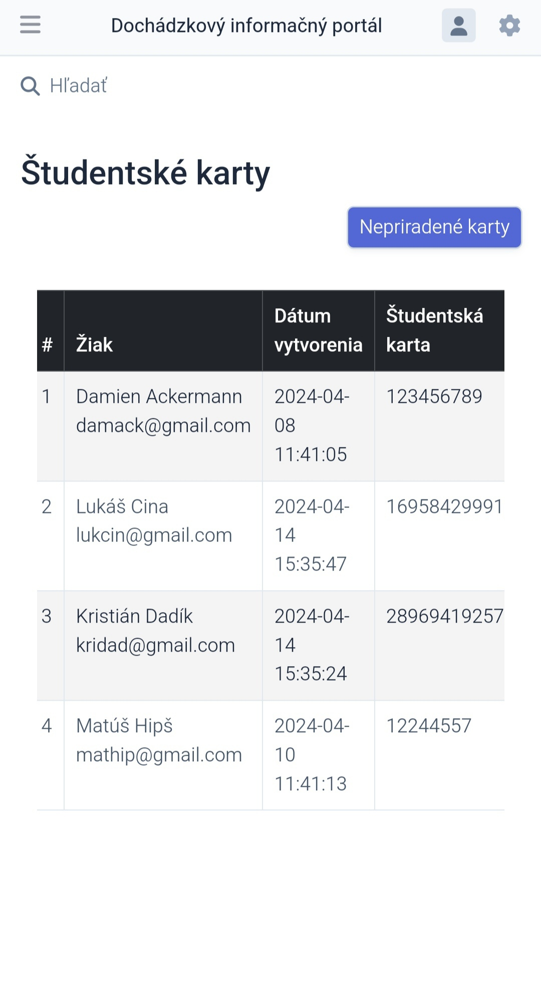 Dochádzkový informačný portál
Hľadať
Študentské karty
Nepriradené karty
# Žiak Dátum vytvorenia Študentská karta
1 Damien Ackermann 2024-04- 123456789
damack@gmail.com 08
11:41:05
2 Lukáš Cina 2024-04- 16958429991
lukcin@gmail.com 14
15:35:47
3 Kristián Dadík 2024-04- 28969419257
kridad@gmail.com 14
15:35:24
4 Matúš Hipš 2024-04- 12244557
mathip@gmail.com 10
11:41:13